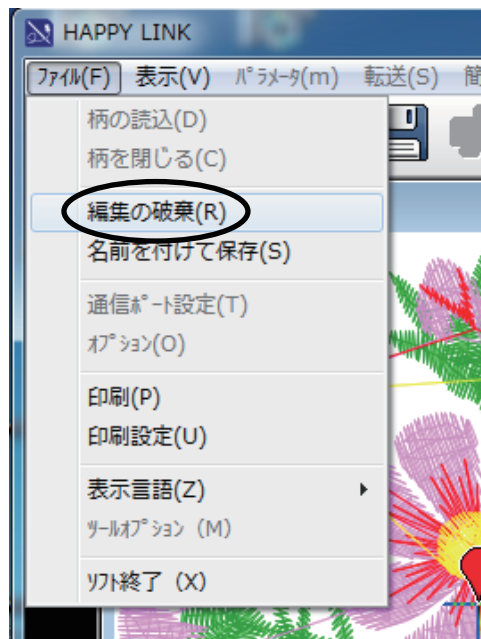 HAPPY LINK
ﾌｧｲﾙ(F) 表示(V) ﾊﾟﾗﾒｰﾀ(m) 転送(S) 簡
柄の読込(D)
柄を閉じる(C)
編集の破棄(R)
名前を付けて保存(S)
通信ﾎﾟｰﾄ設定(T)
ｵﾌﾟｼｮﾝ(O)
印刷(P)
印刷設定(U)
表示言語(Z)
ﾂｰﾙｵﾌﾟｼｮﾝ (M)
ｿﾌﾄ終了 (X)